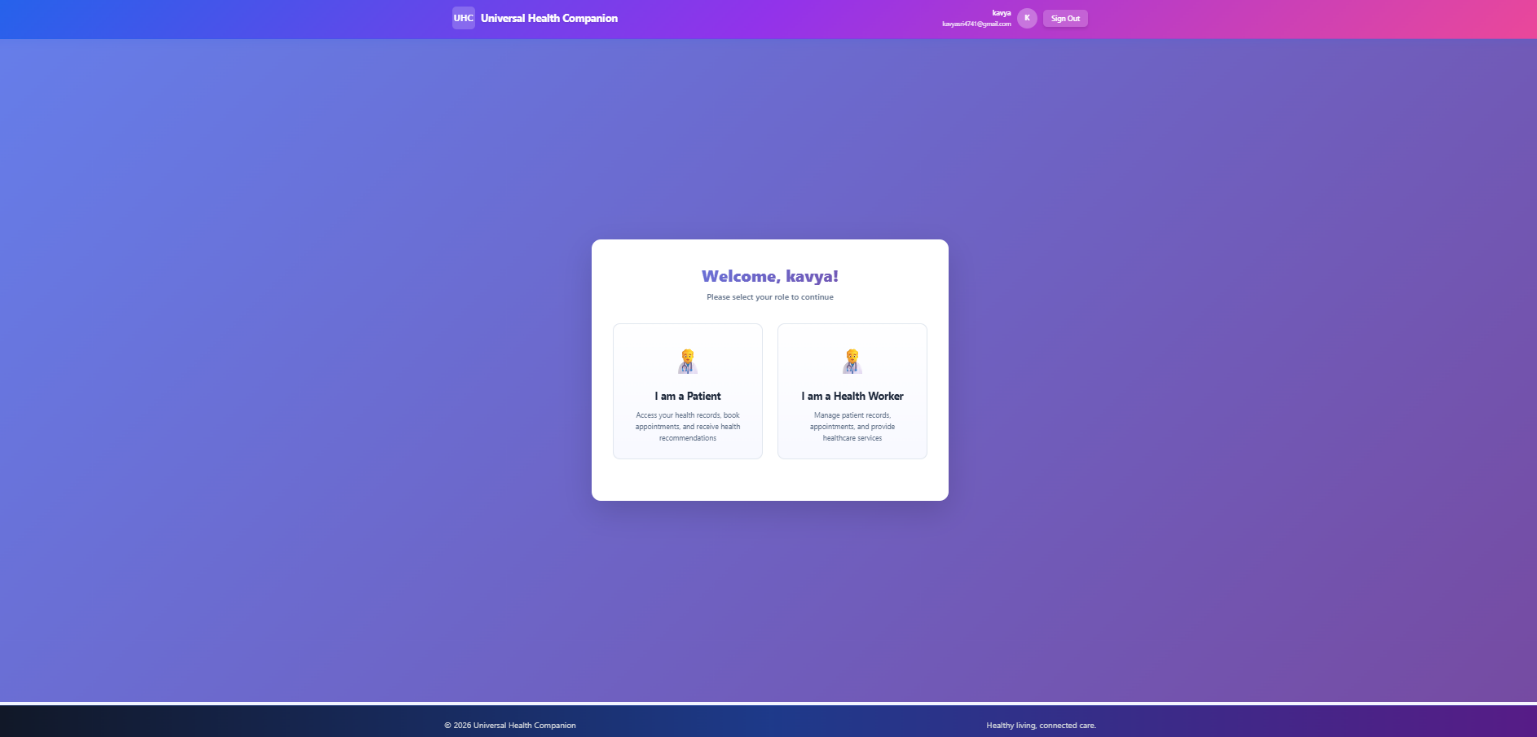 UHC Universal Health Companion
kavya
kavyasri4741@gmail.com
K
Sign Out
Welcome, kavya!
Please select your role to continue
I am a Patient
Access your health records, book
appointments, and receive health
recommendations
I am a Health Worker
Manage patient records,
appointments, and provide
healthcare services
© 2026 Universal Health Companion
Healthy living, connected care.